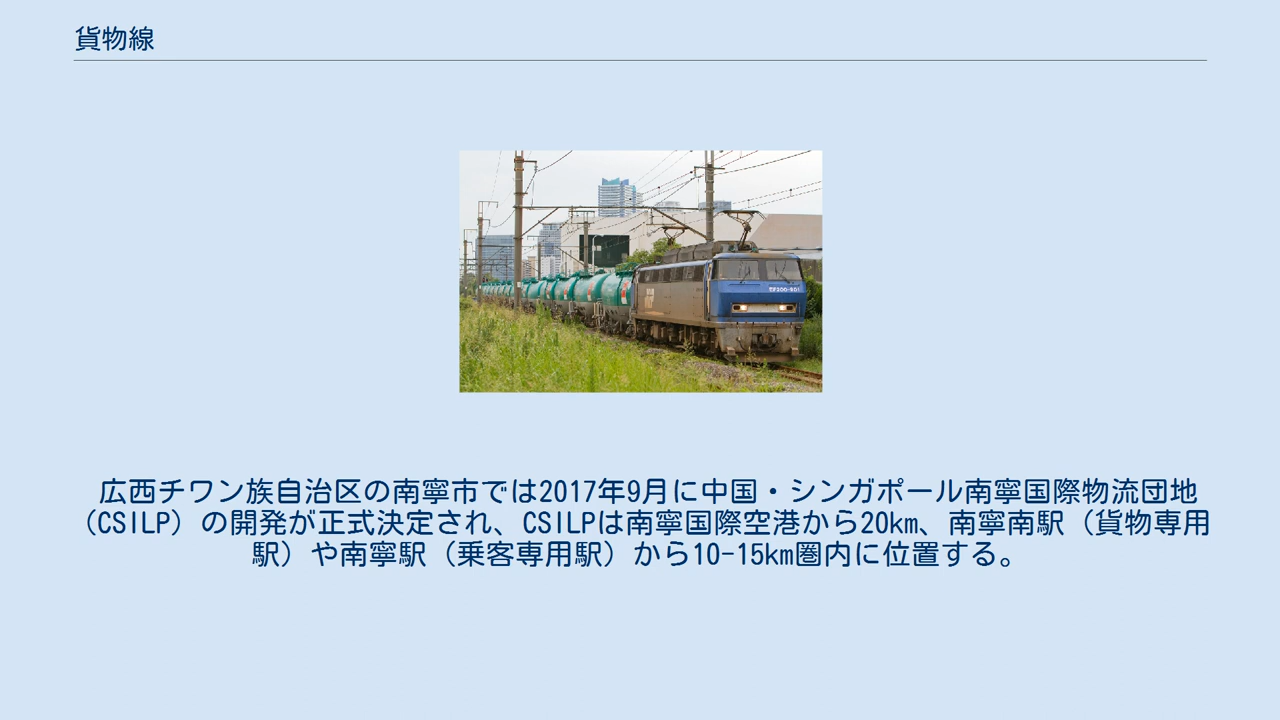 貨物線
EF200-901
広西チワン族自治区の南寧市では2017年9月に中国・シンガポール南寧国際物流団地
（CSILP）の開発が正式決定され、CSILPは南寧国際空港から20km、南寧南駅（貨物専用
駅）や南寧駅（乗客専用駅）から10-15km圏内に位置する。